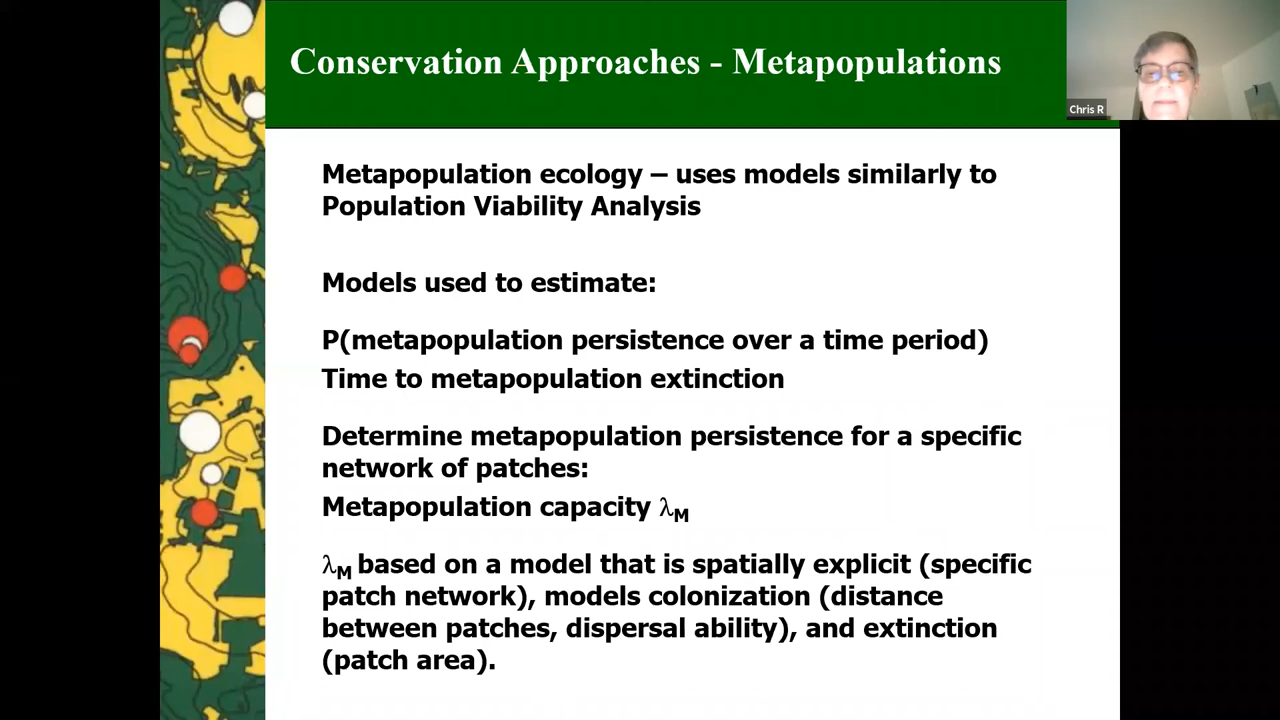 Conservation Approaches - Metapopulations
Chris R
Metapopulation ecology – uses models similarly to
Population Viability Analysis
Models used to estimate:
P(metapopulation persistence over a time period)
Time to metapopulation extinction
Determine metapopulation persistence for a specific
network of patches:
Metapopulation capacity λM
λM based on a model that is spatially explicit (specific
patch network), models colonization (distance
between patches, dispersal ability), and extinction
(patch area).